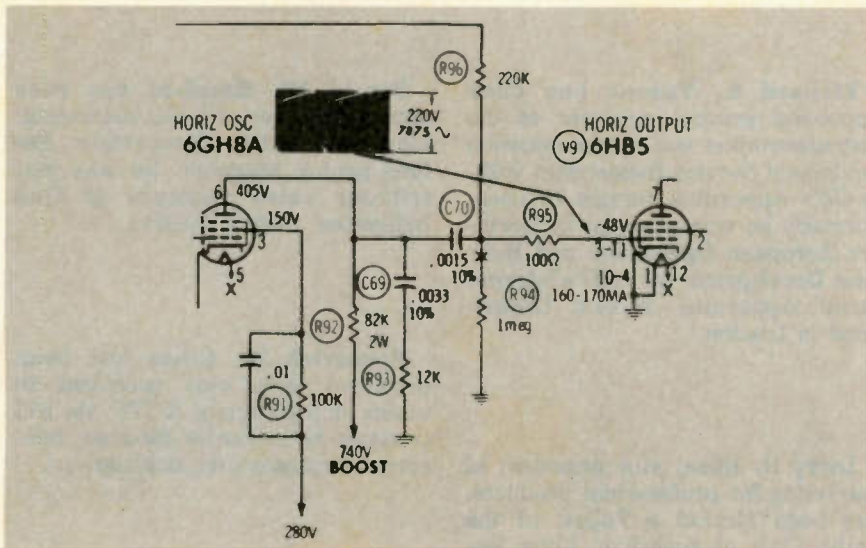 R96
220K
HORIZ OSC
6GH8A
220V
7875 ∿
HORIZ OUTPUT
V9 6HB5
6 405V
150V
3
5
X
C70
.0015
10%
R95
100Ω
-48V
3-11
7
2
10-4
1
12
X
160-170MA
C69
.0033
10%
R94
1meg
R92
82K
2W
R93
12K
.01
R91
100K
740V
BOOST
280V